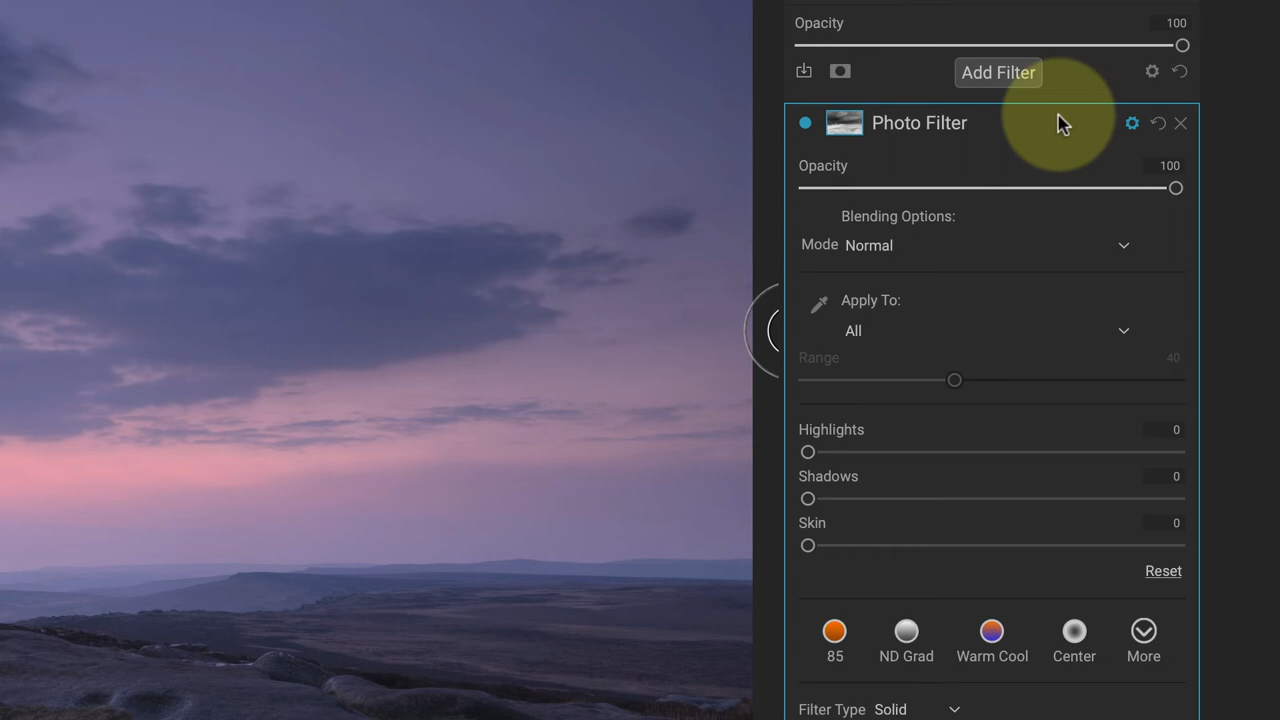 Opacity 100
Add Filter
Photo Filter
Opacity 100
Blending Options:
Mode Normal
Apply To:
All
Range 40
Highlights 0
Shadows 0
Skin 0
Reset
85 ND Grad Warm Cool Center More
Filter Type Solid